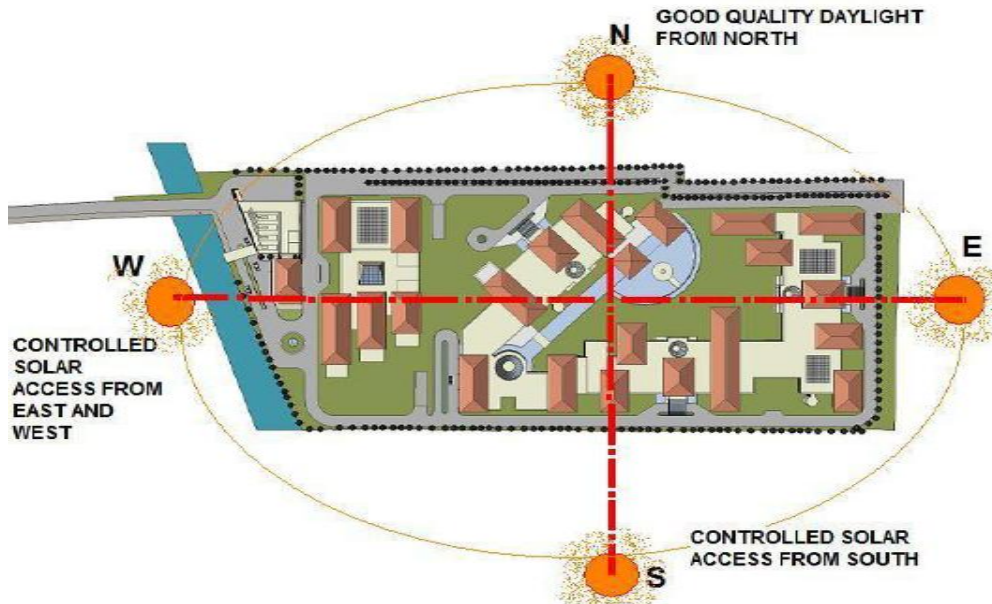 GOOD QUALITY DAYLIGHT
FROM NORTH
N
W
E
CONTROLLED
SOLAR
ACCESS FROM
EAST AND
WEST
CONTROLLED SOLAR
ACCESS FROM SOUTH
S